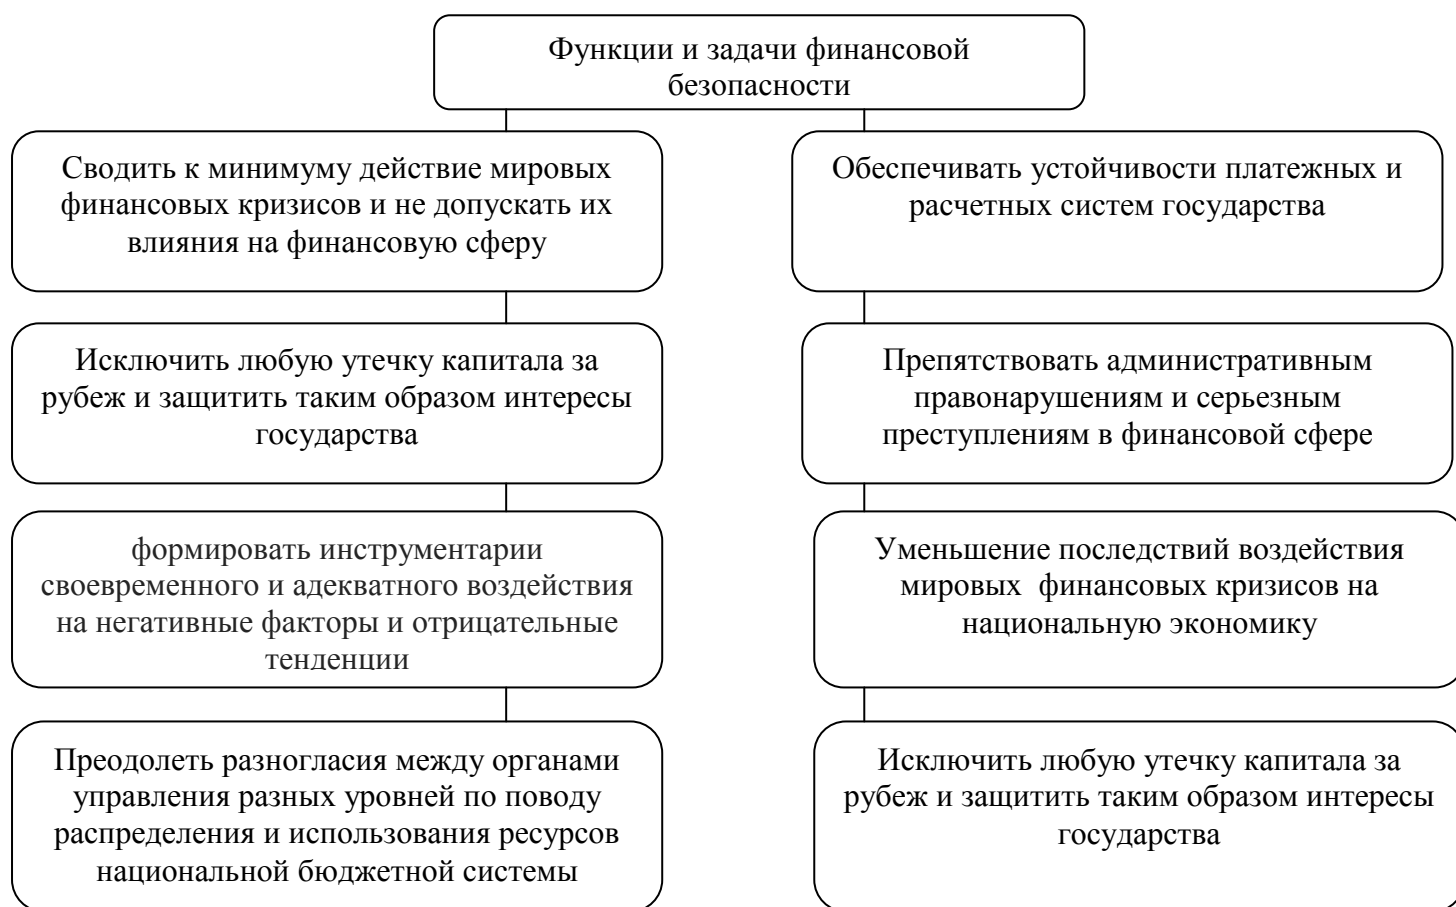 Функции и задачи финансовой
безопасности
Сводить к минимуму действие мировых
финансовых кризисов и не допускать их
влияния на финансовую сферу
Обеспечивать устойчивости платежных и
расчетных систем государства
Исключить любую утечку капитала за
рубеж и защитить таким образом интересы
государства
Препятствовать административным
правонарушениям и серьезным
преступлениям в финансовой сфере
формировать инструментарии
своевременного и адекватного воздействия
на негативные факторы и отрицательные
тенденции
Уменьшение последствий воздействия
мировых финансовых кризисов на
национальную экономику
Преодолеть разногласия между органами
управления разных уровней по поводу
распределения и использования ресурсов
национальной бюджетной системы
Исключить любую утечку капитала за
рубеж и защитить таким образом интересы
государства